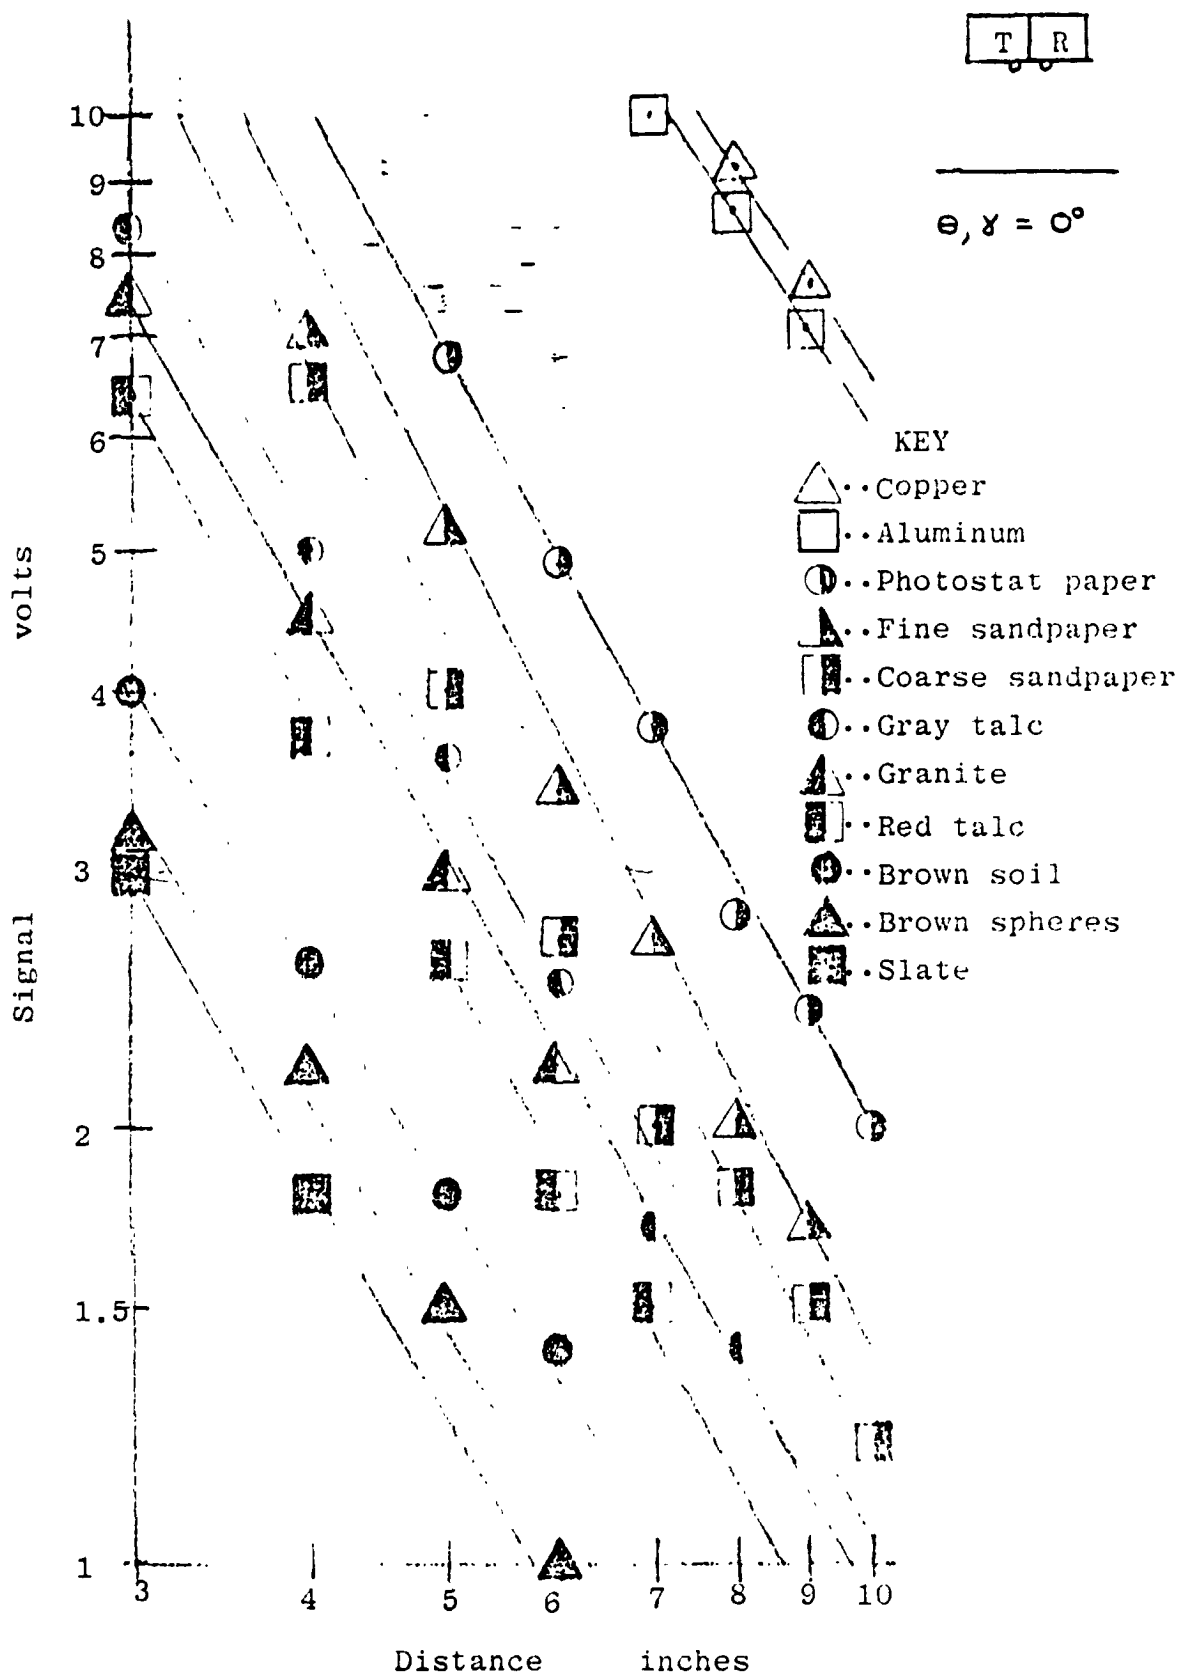 T R
θ, γ = 0°
10
9
8
7
6
5
4
3
2
1.5
1
volts
Signal
KEY
Copper
Aluminum
Photostat paper
Fine sandpaper
Coarse sandpaper
Gray talc
Granite
Red talc
Brown soil
Brown spheres
Slate
3 4 5 6 7 8 9 10
Distance inches